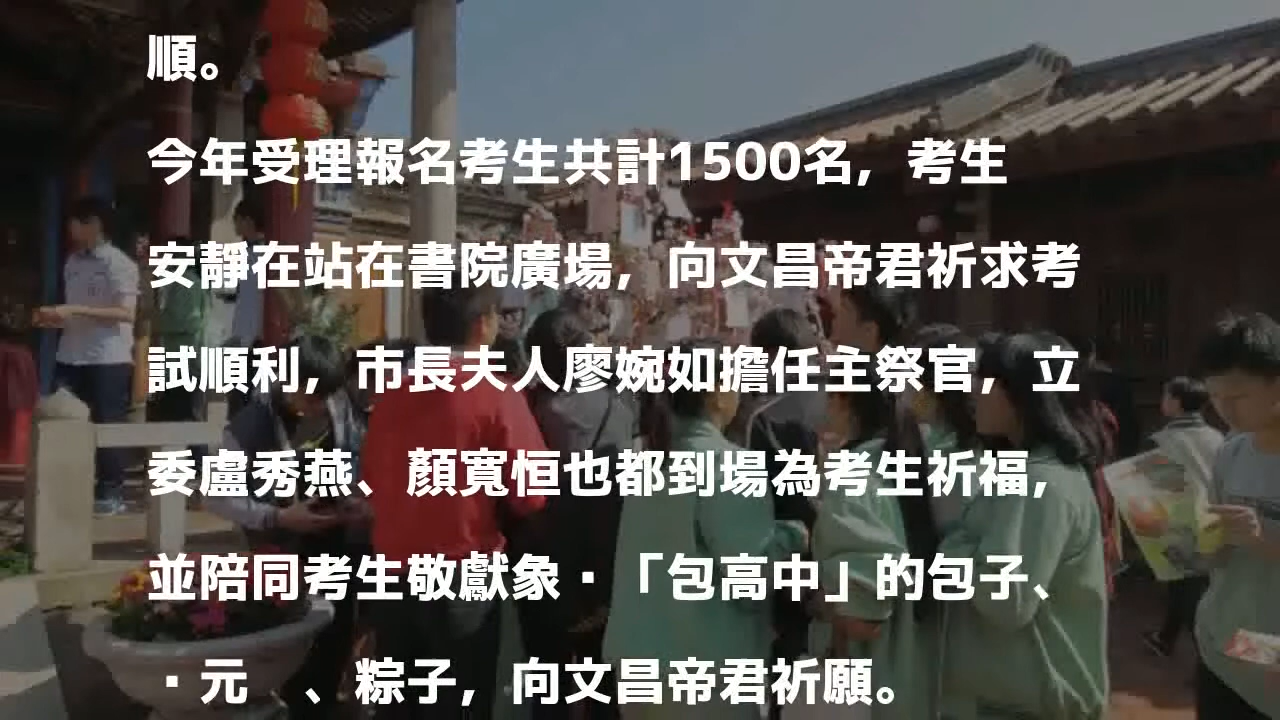 順。
今年受理報名考生共計1500名，考生
安靜在站在書院廣場，向文昌帝君祈求考
試順利，市長夫人廖婉如擔任主祭官，立
委盧秀燕、顏寬恒也都到場為考生祈福，
並陪同考生敬獻象▪「包高中」的包子、
▪元　、粽子，向文昌帝君祈願。